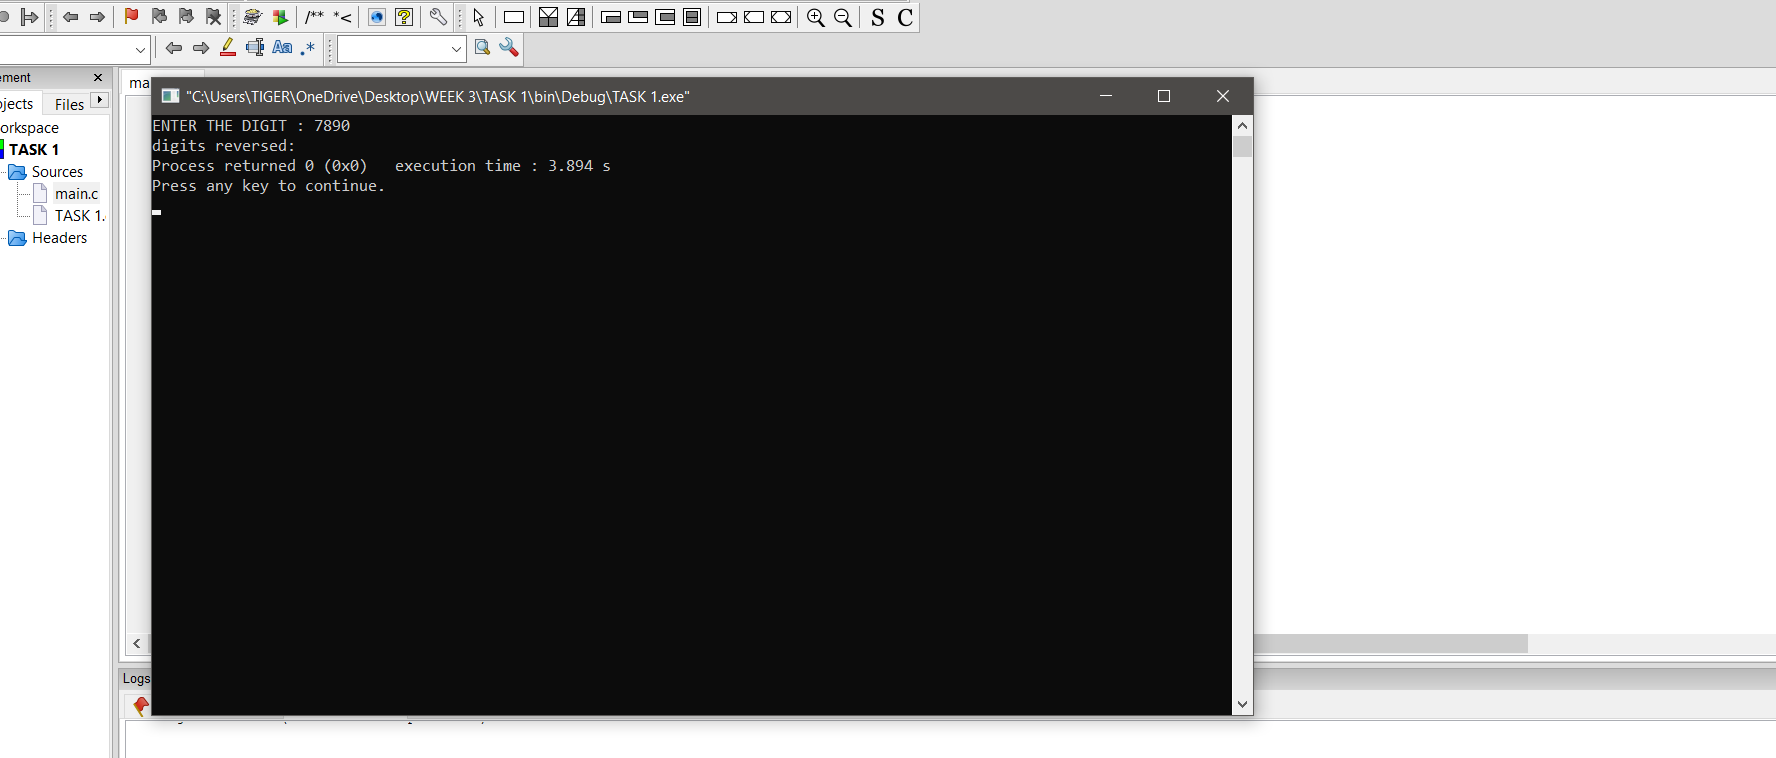 /** *<
S C
Aa .*
ement
ojects Files
ma
orkspace
TASK 1
Sources
main.c
TASK 1.
Headers
"C:\Users\TIGER\OneDrive\Desktop\WEEK 3\TASK 1\bin\Debug\TASK 1.exe"
ENTER THE DIGIT : 7890
digits reversed:
Process returned 0 (0x0)   execution time : 3.894 s
Press any key to continue.
Logs